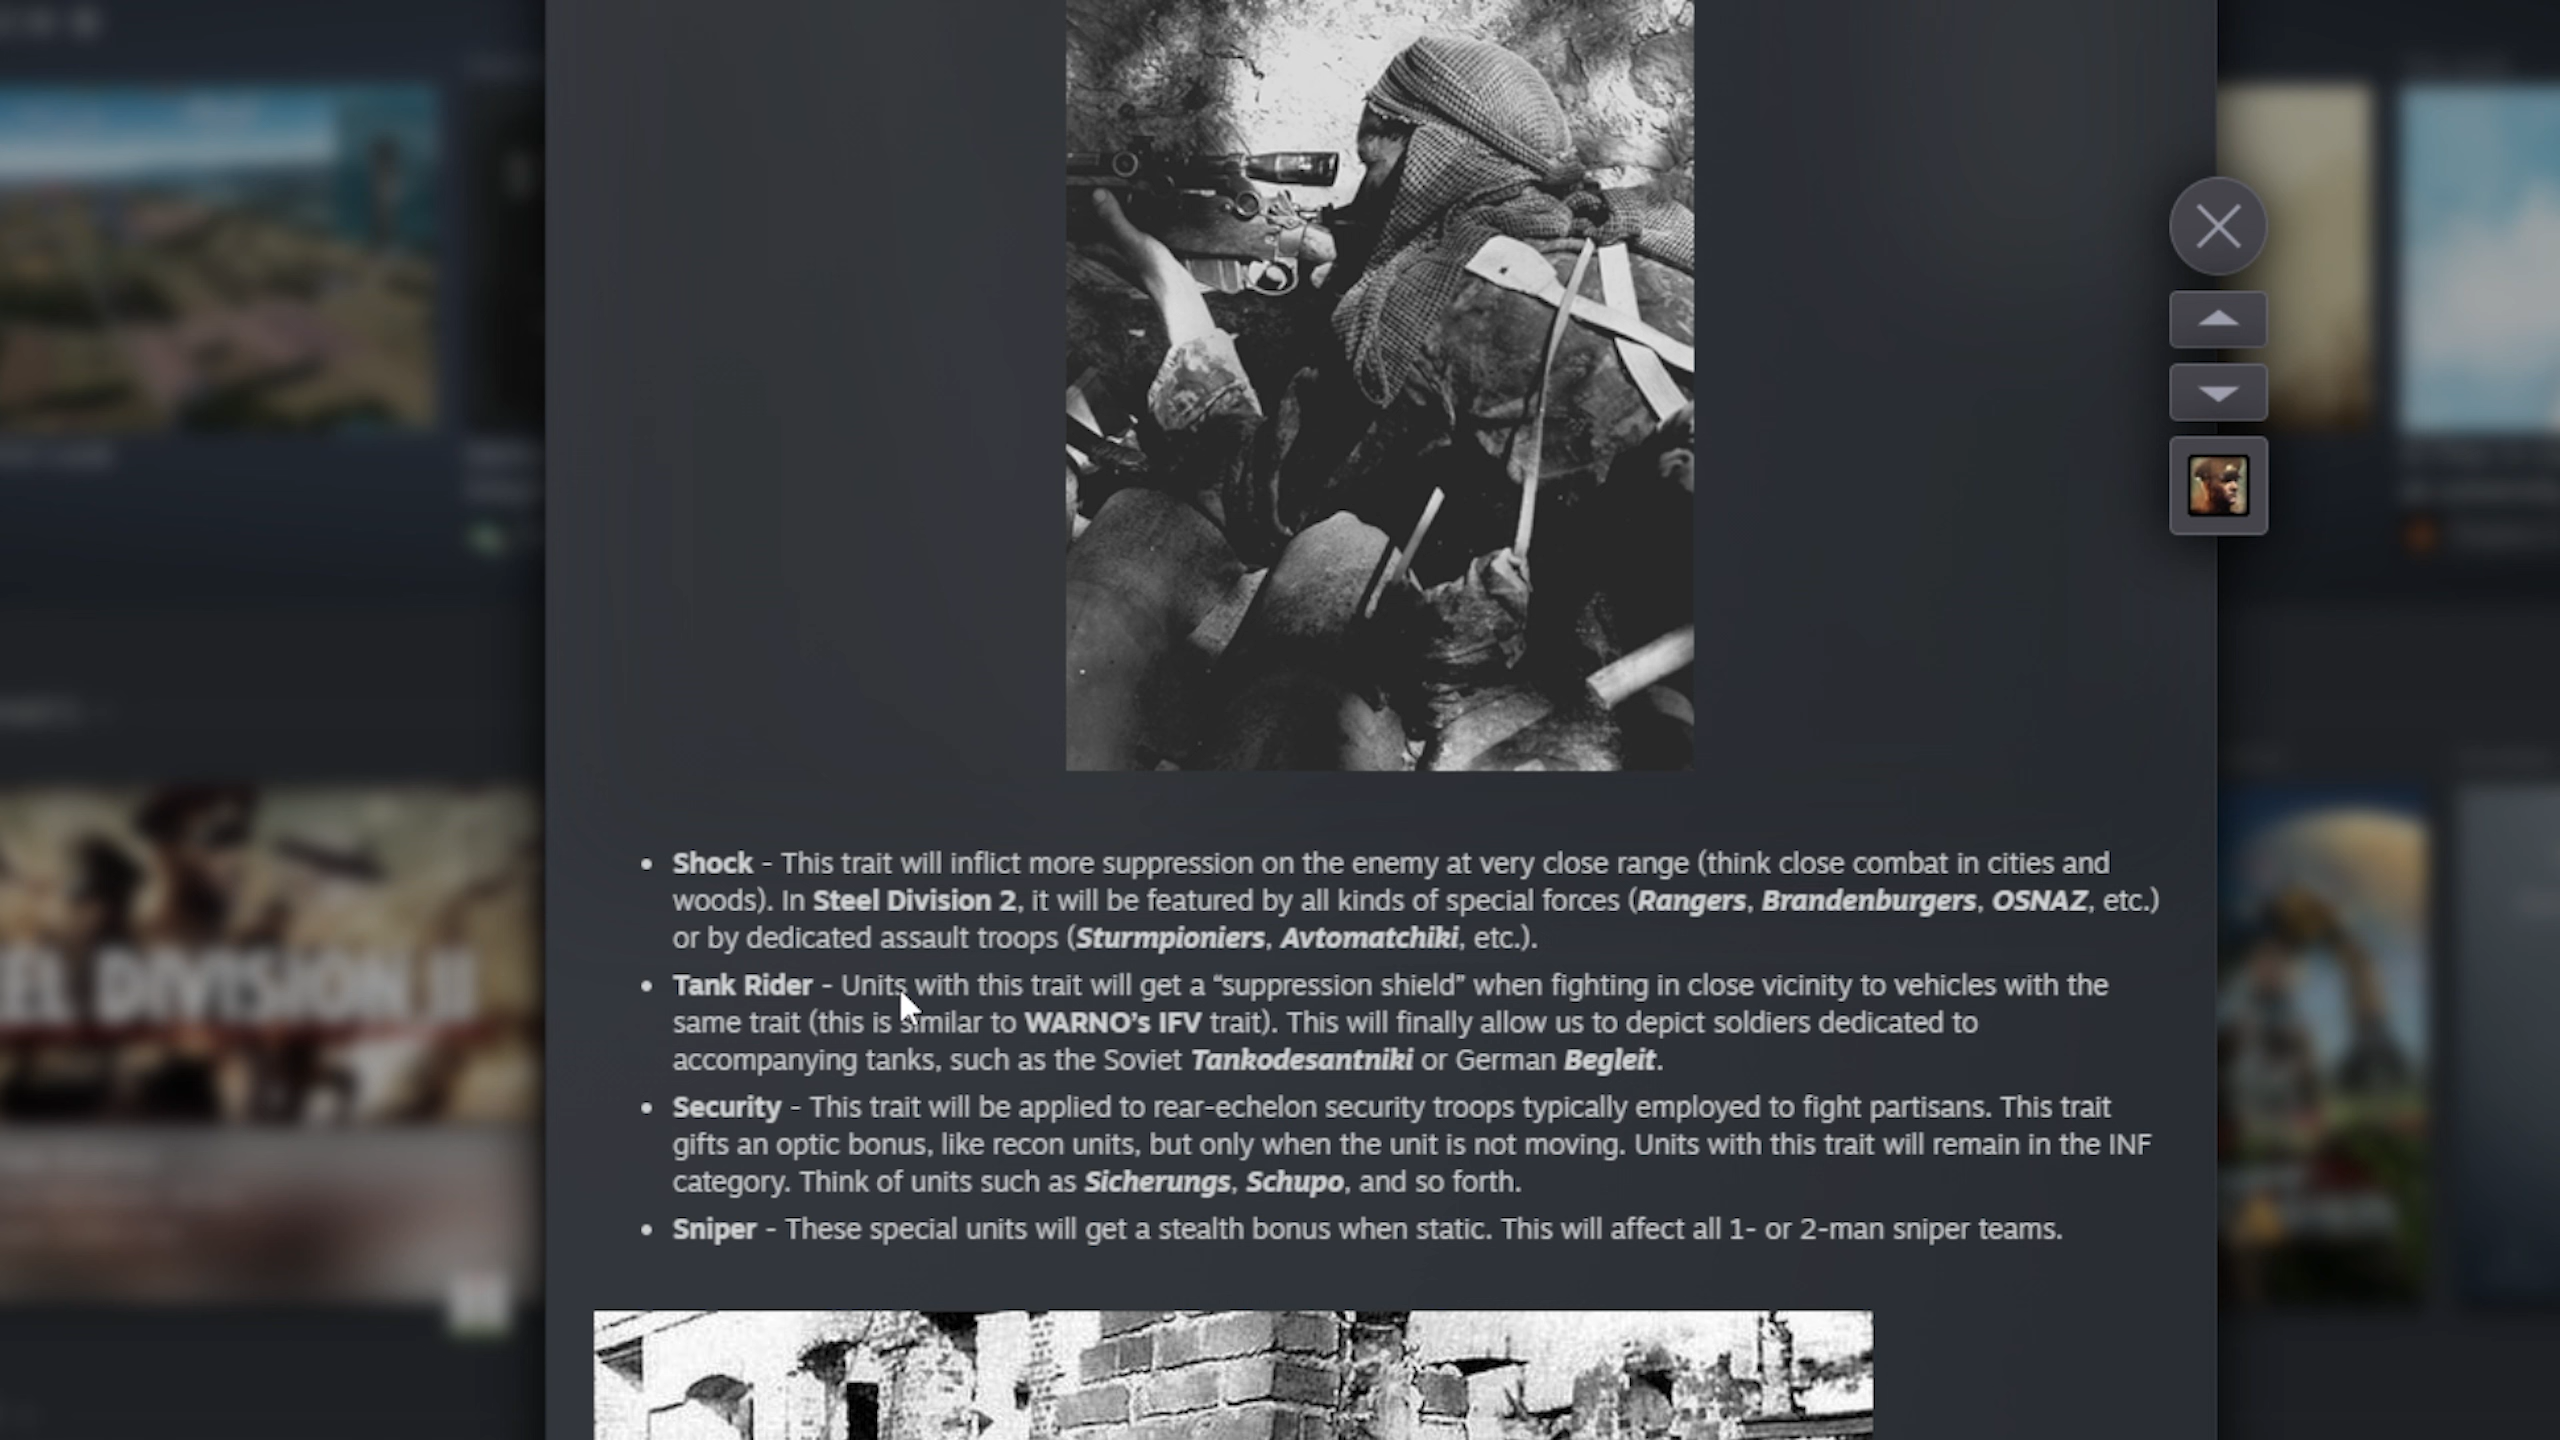 • Shock - This trait will inflict more suppression on the enemy at very close range (think close combat in cities and
woods). In Steel Division 2, it will be featured by all kinds of special forces (Rangers, Brandenburgers, OSNAZ, etc.)
or by dedicated assault troops (Sturmpioniers, Avtomatchiki, etc.).
• Tank Rider - Units with this trait will get a “suppression shield” when fighting in close vicinity to vehicles with the
same trait (this is similar to WARNO’s IFV trait). This will finally allow us to depict soldiers dedicated to
accompanying tanks, such as the Soviet Tankodesantniki or German Begleit.
• Security - This trait will be applied to rear-echelon security troops typically employed to fight partisans. This trait
gifts an optic bonus, like recon units, but only when the unit is not moving. Units with this trait will remain in the INF
category. Think of units such as Sicherungs, Schupo, and so forth.
• Sniper - These special units will get a stealth bonus when static. This will affect all 1- or 2-man sniper teams.
EL DIVISION II